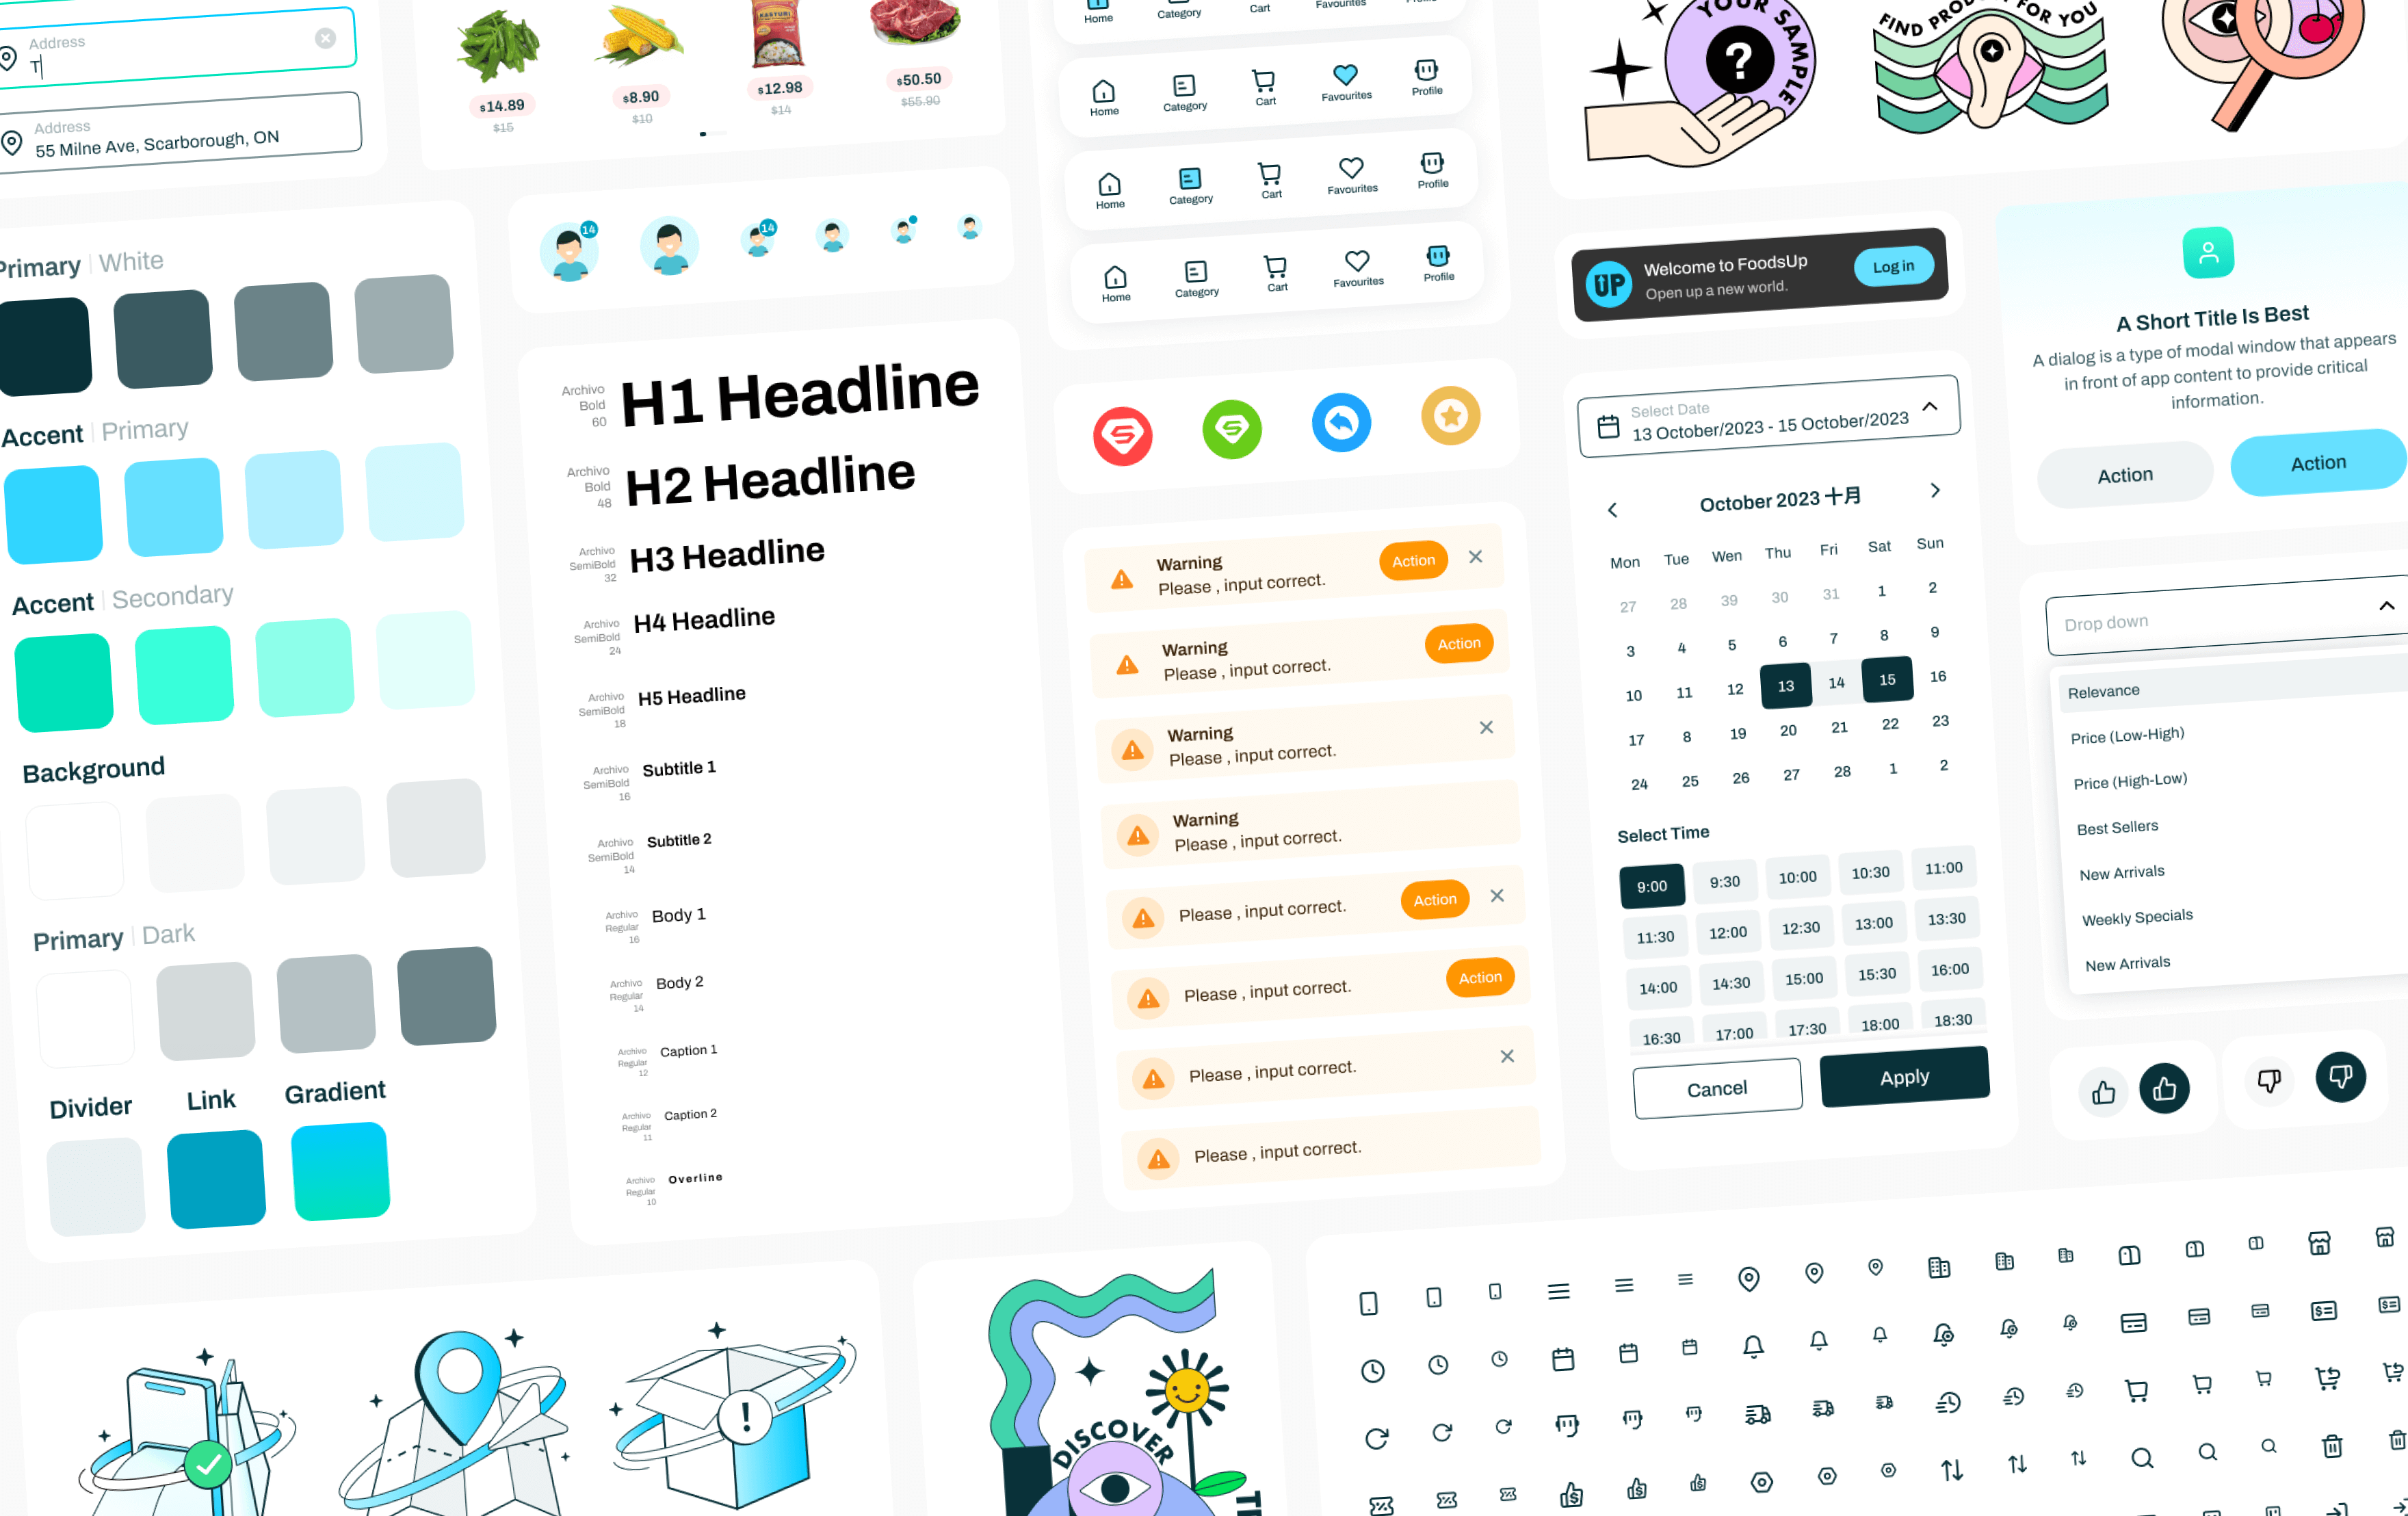 Address
T
Address
55 Milne Ave, Scarborough, ON
$14.89
$15
$8.90
$10
$12.98
$14
$50.50
$55.90
Home
Category
Cart
Favourites
Profile
Home
Category
Cart
Favourites
Profile
Home
Category
Cart
Favourites
Profile
Home
Category
Cart
Favourites
Profile
YOUR SAMPLE
?
FIND PRODUCT FOR YOU
Primary | White
Accent | Primary
Accent | Secondary
Background
Primary | Dark
Divider
Link
Gradient
14
14
Archivo
Bold
60
H1 Headline
Archivo
Bold
48
H2 Headline
Archivo
SemiBold
32
H3 Headline
Archivo
SemiBold
24
H4 Headline
Archivo
SemiBold
18
H5 Headline
Archivo
SemiBold
16
Subtitle 1
Archivo
SemiBold
14
Subtitle 2
Archivo
Regular
16
Body 1
Archivo
Regular
14
Body 2
Archivo
Regular
12
Caption 1
Archivo
Regular
11
Caption 2
Archivo
Regular
10
Overline
Warning
Please , input correct.
Action
Warning
Please , input correct.
Action
Warning
Please , input correct.
Warning
Please , input correct.
Please , input correct.
Action
Please , input correct.
Action
Please , input correct.
Please , input correct.
UP
Welcome to FoodsUp
Open up a new world.
Log in
Select Date
13 October/2023 - 15 October/2023
October 2023 十月
Mon Tue Wen Thu Fri Sat Sun
27 28 39 30 31 1 2
3 4 5 6 7 8 9
10 11 12 13 14 15 16
17 8 19 20 21 22 23
24 25 26 27 28 1 2
Select Time
9:00 9:30 10:00 10:30 11:00
11:30 12:00 12:30 13:00 13:30
14:00 14:30 15:00 15:30 16:00
16:30 17:00 17:30 18:00 18:30
Cancel
Apply
A Short Title Is Best
A dialog is a type of modal window that appears
in front of app content to provide critical
information.
Action
Action
Drop down
Relevance
Price (Low-High)
Price (High-Low)
Best Sellers
New Arrivals
Weekly Specials
New Arrivals
!
DISCOVER